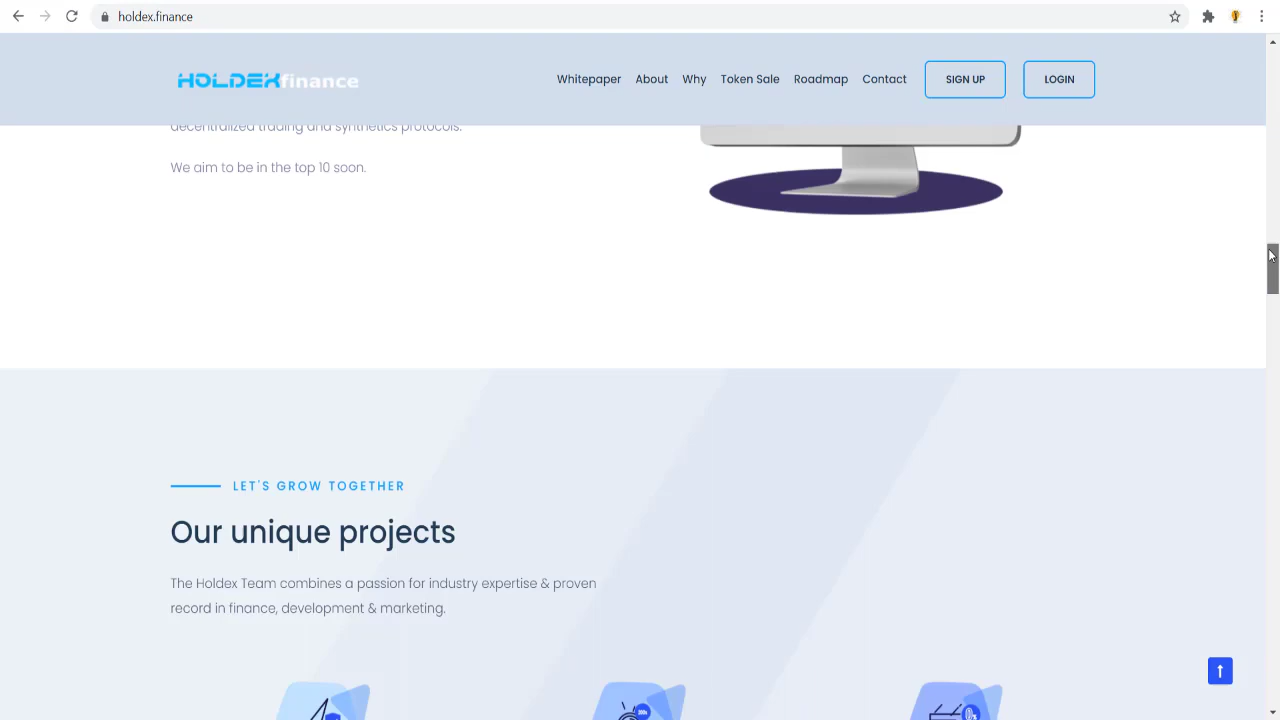 holdex.finance
HOLDEXfinance
Whitepaper About Why Token Sale Roadmap Contact SIGN UP LOGIN
decentralized trading and synthetics protocols.
We aim to be in the top 10 soon.
LET'S GROW TOGETHER
Our unique projects
The Holdex Team combines a passion for industry expertise & proven
record in finance, development & marketing.